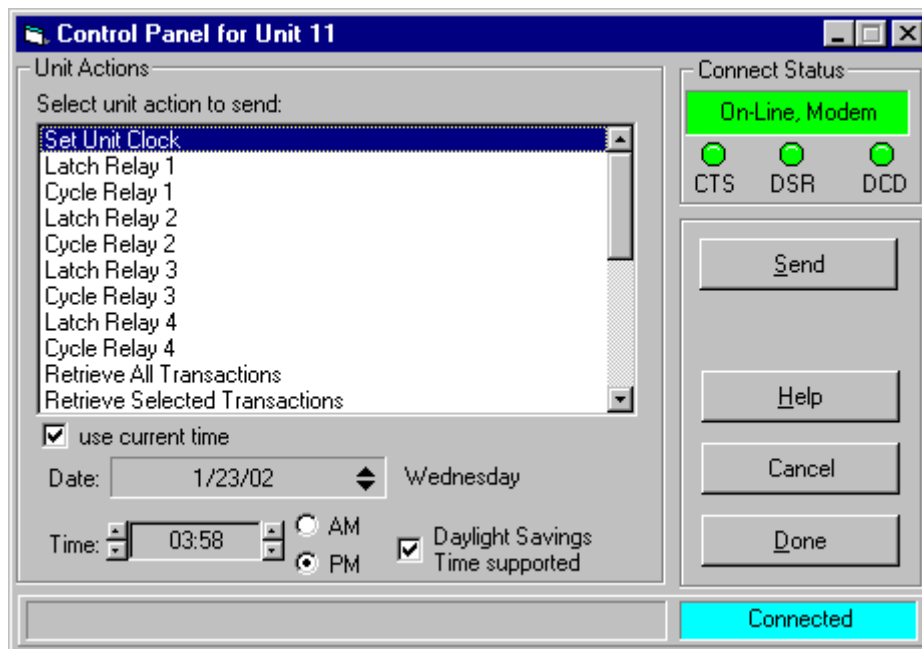 Control Panel for Unit 11
Unit Actions
Select unit action to send:
Set Unit Clock
Latch Relay 1
Cycle Relay 1
Latch Relay 2
Cycle Relay 2
Latch Relay 3
Cycle Relay 3
Latch Relay 4
Cycle Relay 4
Retrieve All Transactions
Retrieve Selected Transactions
use current time
Date: 1/23/02 Wednesday
Time: 03:58 AM PM
Daylight Savings
Time supported
Connect Status
On-Line, Modem
CTS DSR DCD
Send
Help
Cancel
Done
Connected